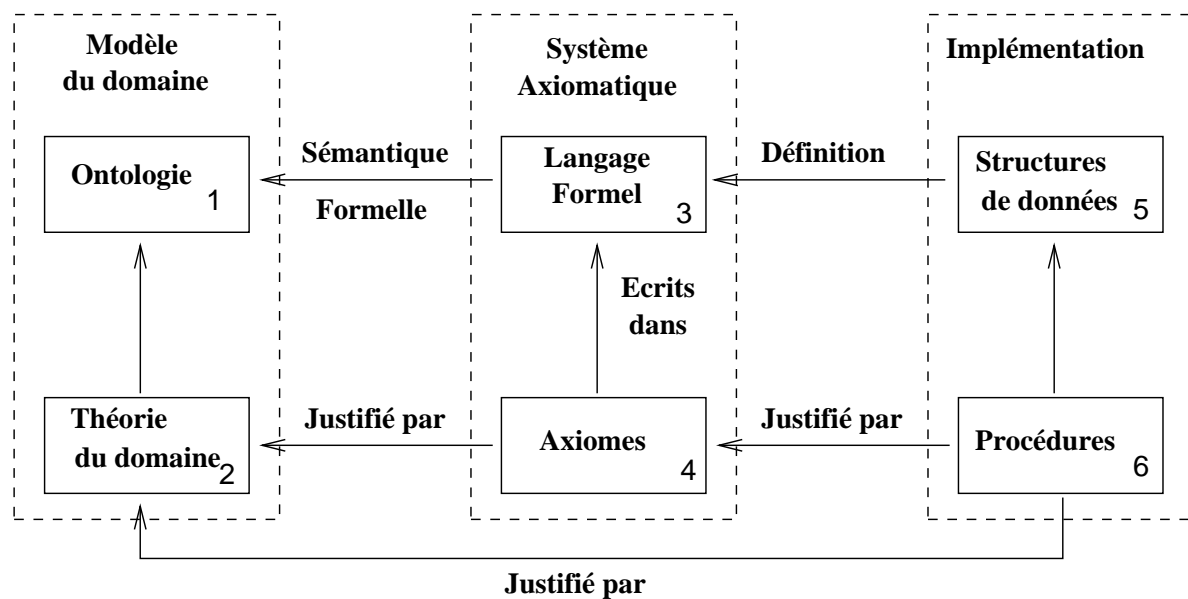 Modèle
du domaine
Système
Axiomatique
Implémentation
Ontologie
1
Sémantique
Formelle
Langage
Formel
3
Définition
Structures
de données
5
Ecrits
dans
Théorie
du domaine
2
Justifié par
Axiomes
4
Justifié par
Procédures
6
Justifié par